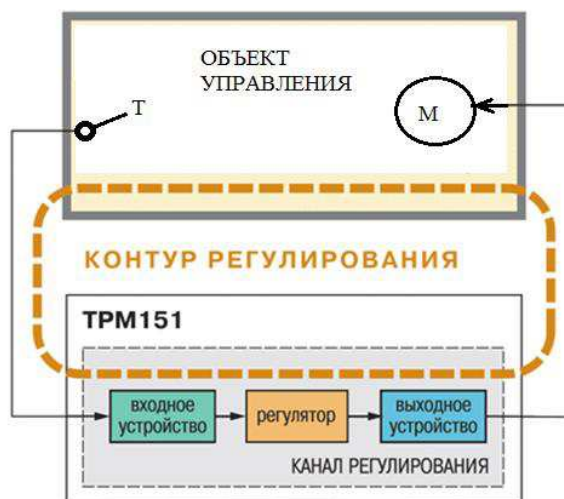 ОБЪЕКТ
УПРАВЛЕНИЯ
Т
М
КОНТУР РЕГУЛИРОВАНИЯ
ТРМ151
входное
устройство
регулятор
выходное
устройство
КАНАЛ РЕГУЛИРОВАНИЯ